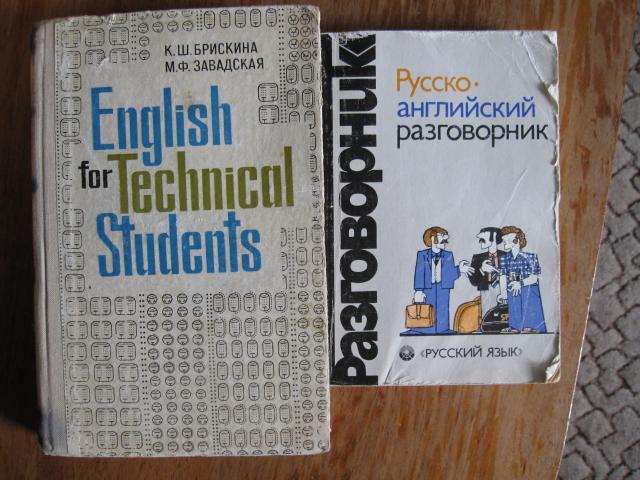 К.Ш. БРИСКИНА
М.Ф. ЗАВАДСКАЯ
English
for Technical
Students
Разговорник
Русско-
английский
разговорник
«РУССКИЙ ЯЗЫК»